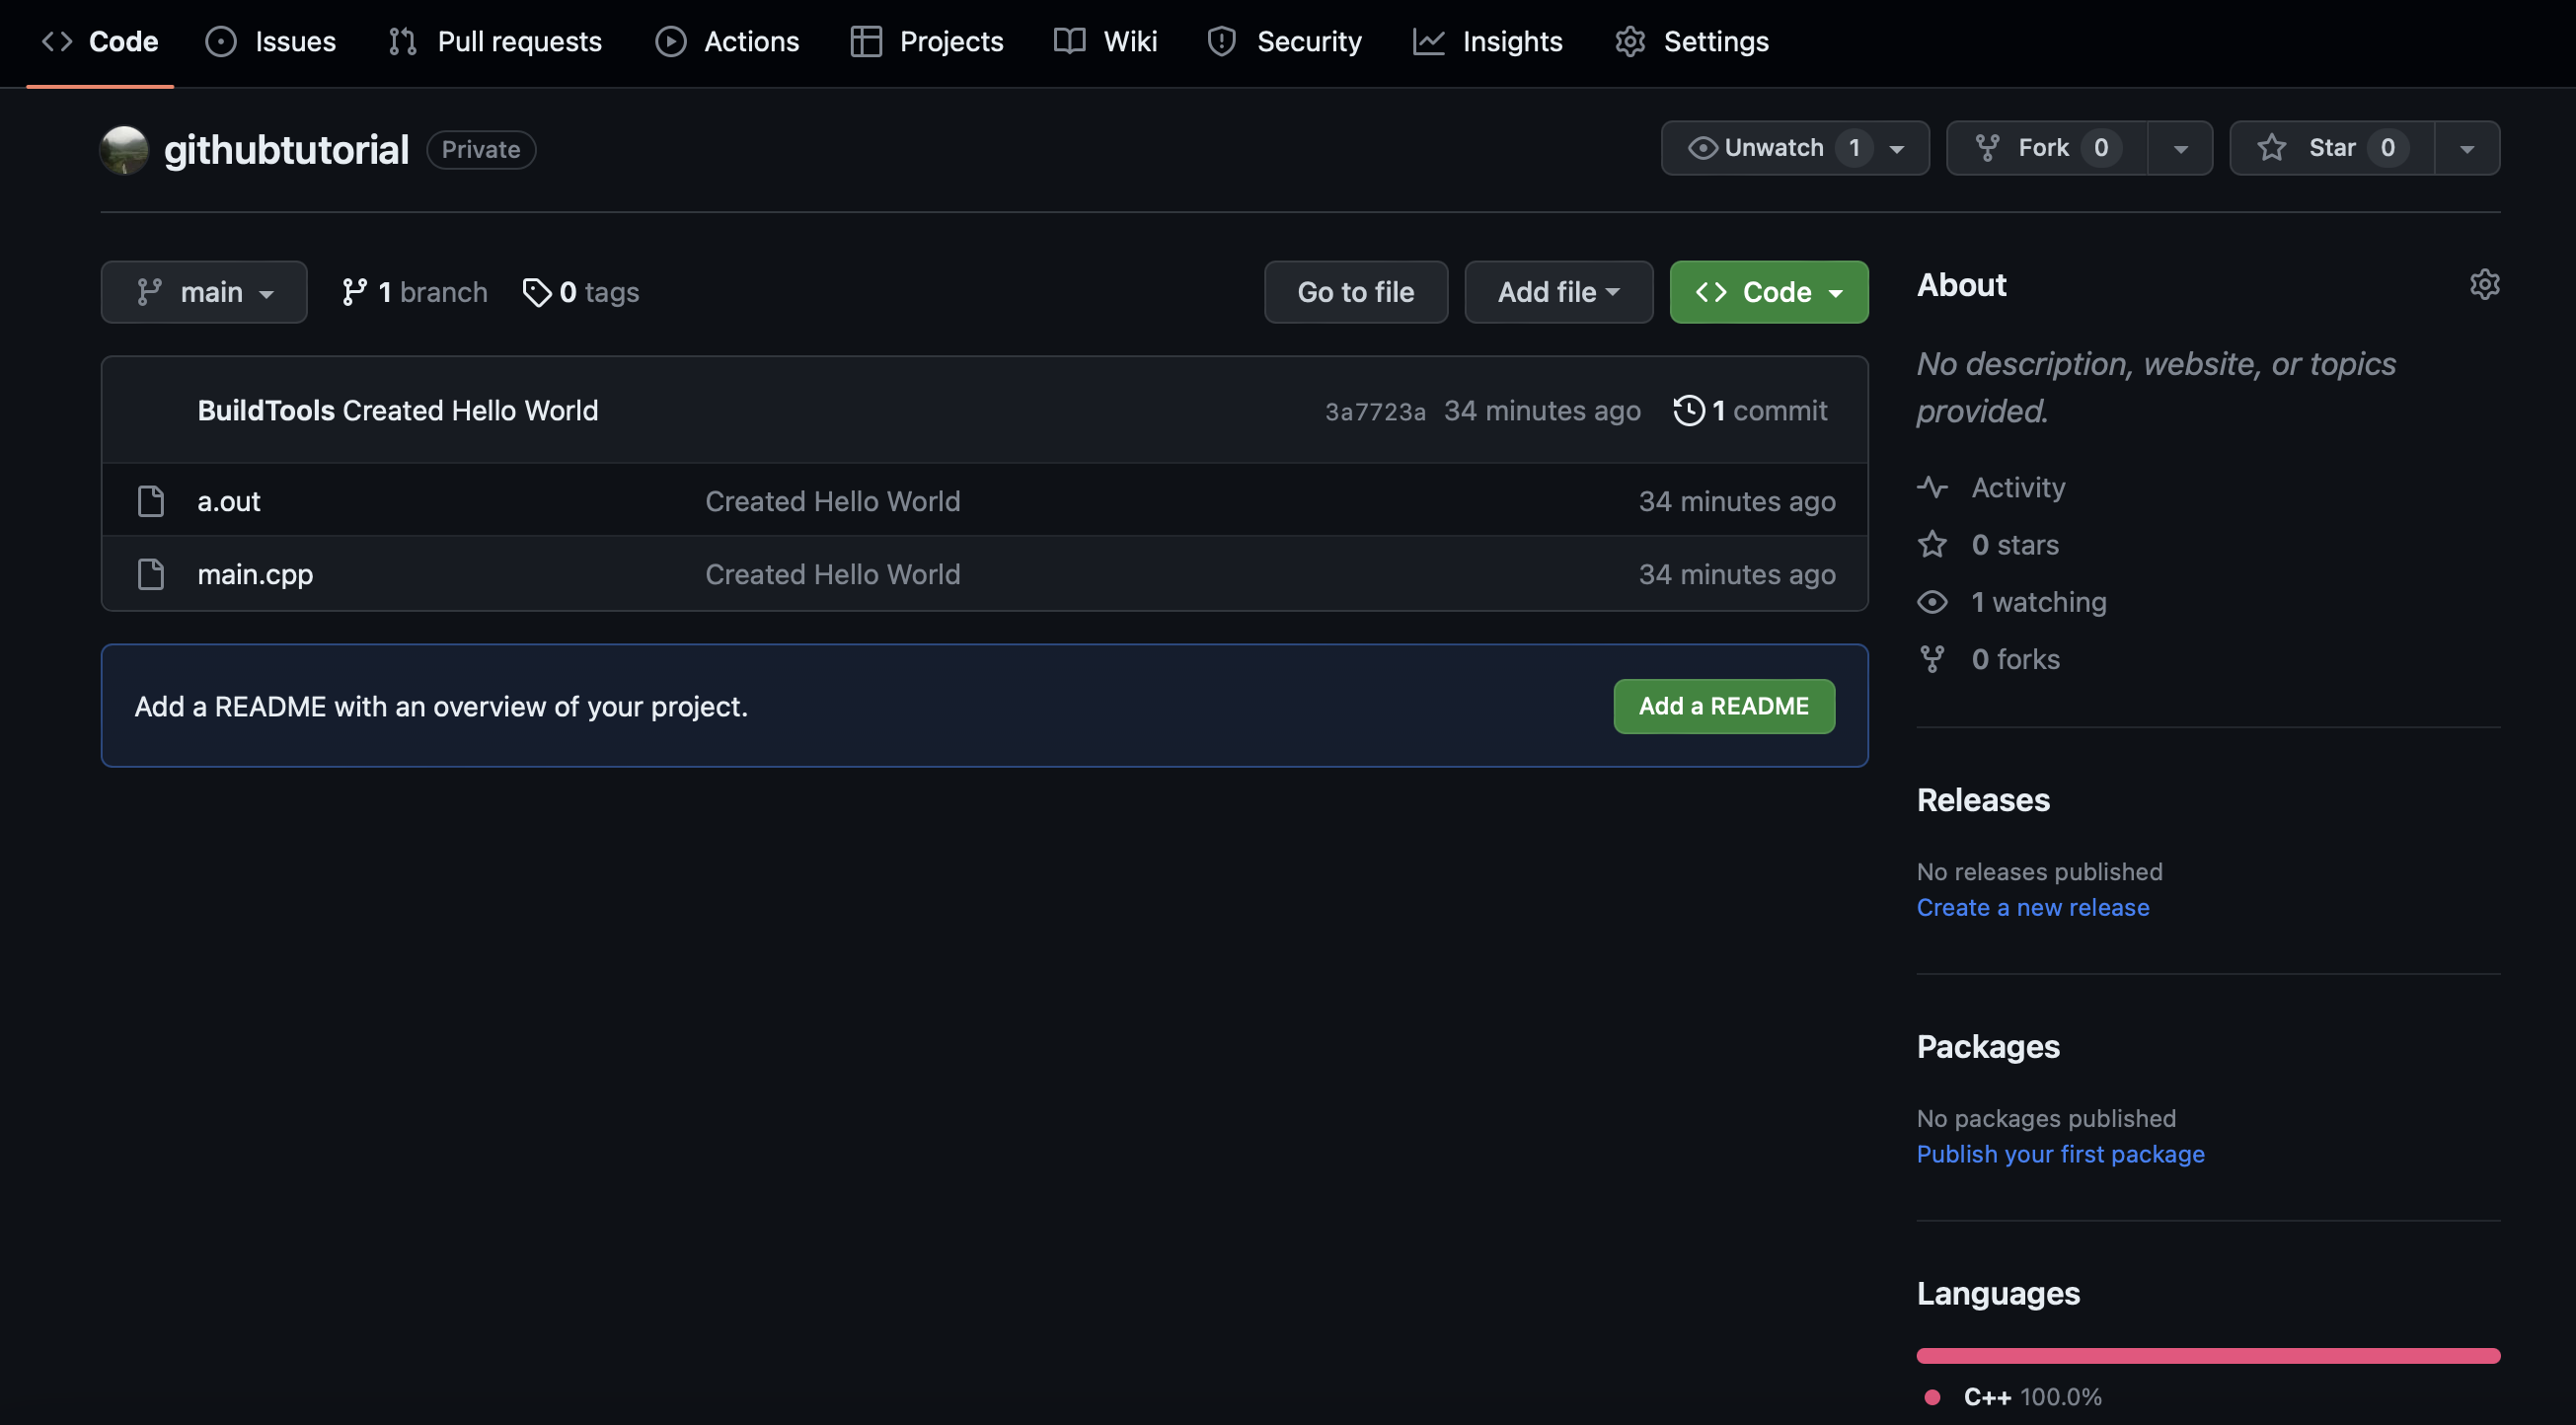 Code Issues Pull requests Actions Projects Wiki Security Insights Settings
githubtutorial Private Unwatch 1 Fork 0 Star 0
main 1 branch 0 tags Go to file Add file Code
BuildTools Created Hello World 3a7723a 34 minutes ago 1 commit
a.out Created Hello World 34 minutes ago
main.cpp Created Hello World 34 minutes ago
Add a README with an overview of your project. Add a README
About
No description, website, or topics
provided.
Activity
0 stars
1 watching
0 forks
Releases
No releases published
Create a new release
Packages
No packages published
Publish your first package
Languages
C++ 100.0%